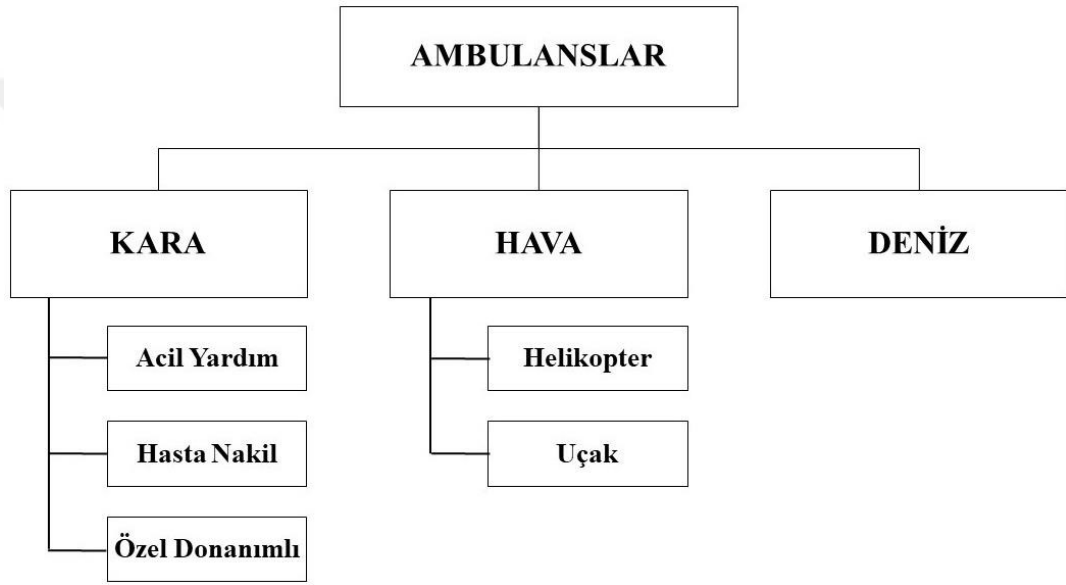 AMBULANSLAR
KARA
HAVA
DENİZ
Acil Yardım
Helikopter
Hasta Nakil
Uçak
Özel Donanımlı